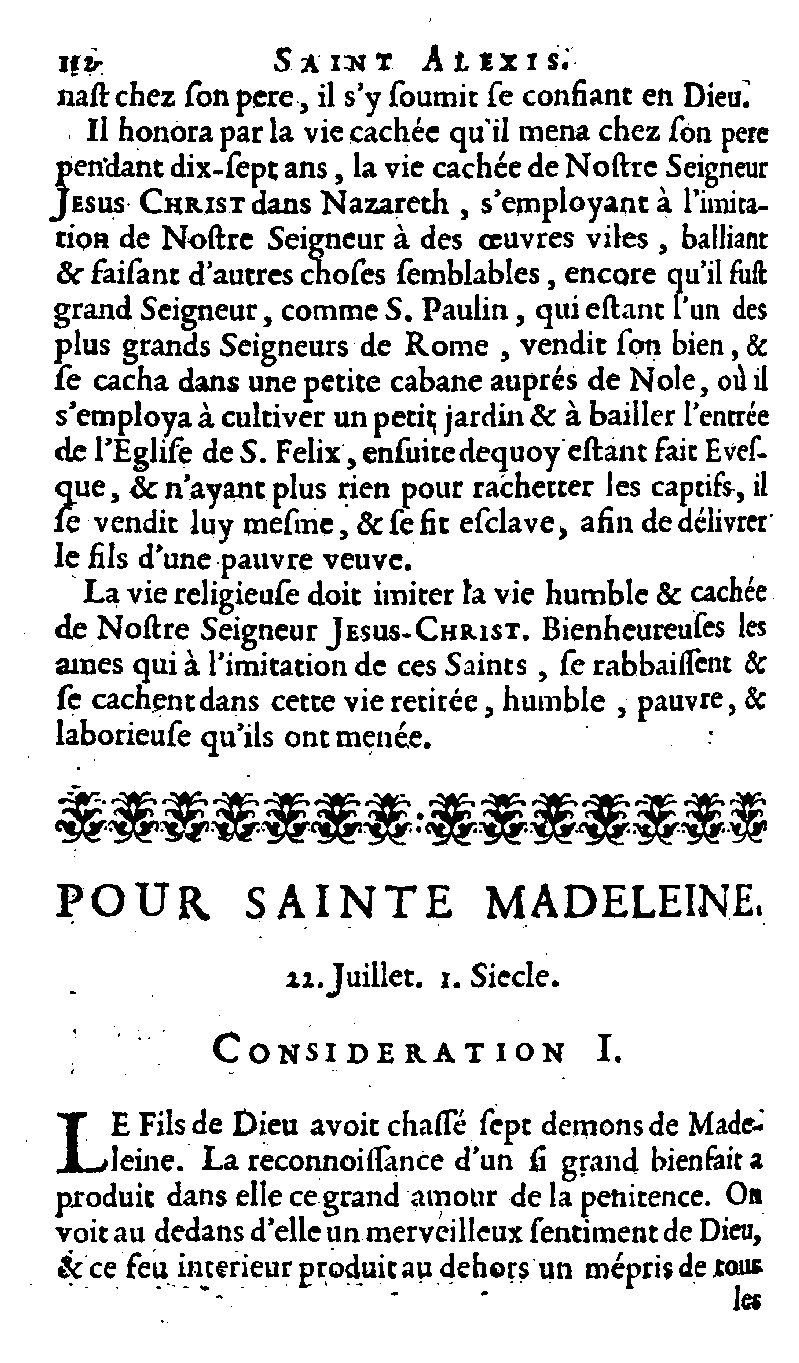 SAINT ALEXIS.
naſt chez ſon pere, il s'y ſoumit ſe confiant en Dieu.
Il honora par la vie cachée qu'il mena chez ſon pere
pendant dix-ſept ans, la vie cachée de Noſtre Seigneur
JESUS CHRIST dans Nazareth, s'employant à l'imita-
tion de Noſtre Seigneur à des œuvres viles, balliant
& faiſant d'autres choſes ſemblables, encore qu'il fuſt
grand Seigneur, comme S. Paulin, qui eſtant l'un des
plus grands Seigneurs de Rome, vendit ſon bien, &
ſe cacha dans une petite cabane auprés de Nole, où il
s'employa à cultiver un petit jardin & à bailler l'entrée
de l'Egliſe de S. Felix, enſuite dequoy eſtant fait Eveſ-
que, & n'ayant plus rien pour rachetter les captifs, il
ſe vendit luy meſme, & ſe fit eſclave, afin de délivrer
le fils d'une pauvre veuve.
La vie religieuſe doit imiter la vie humble & cachée
de Noſtre Seigneur JESUS-CHRIST. Bienheureuſes les
ames qui à l'imitation de ces Saints, ſe rabbaiſſent &
ſe cachent dans cette vie retirée, humble, pauvre, &
laborieuſe qu'ils ont menée.
POUR SAINTE MADELEINE.
22. Juillet. 1. Siecle.
CONSIDERATION I.
LE Fils de Dieu avoit chaſſé ſept demons de Made-
leine. La reconnoiſſance d'un ſi grand bienfait a
produit dans elle ce grand amour de la penitence. On
voit au dedans d'elle un merveilleux ſentiment de Dieu,
& ce feu interieur produit au dehors un mépris de tous
les